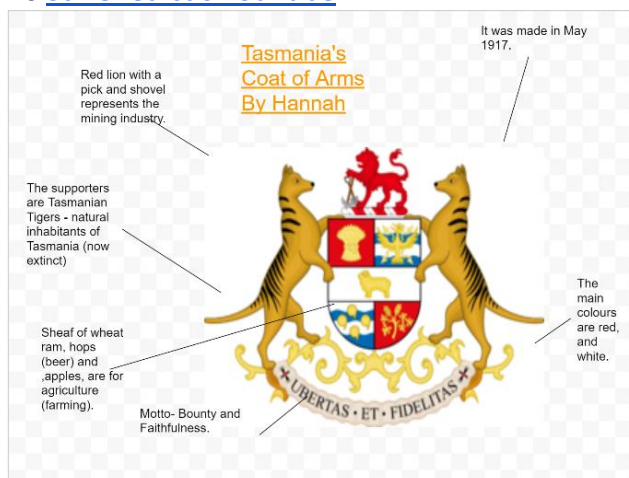 Tasmania's
Coat of Arms
By Hannah
It was made in May
1917.
Red lion with a
pick and shovel
represents the
mining industry.
The supporters
are Tasmanian
Tigers - natural
inhabitants of
Tasmania (now
extinct)
The
main
colours
are red,
and
white.
Sheaf of wheat
ram, hops
(beer) and
,apples, are for
agriculture
(farming).
Motto- Bounty and
Faithfulness.
UBERTAS • ET • FIDELITAS